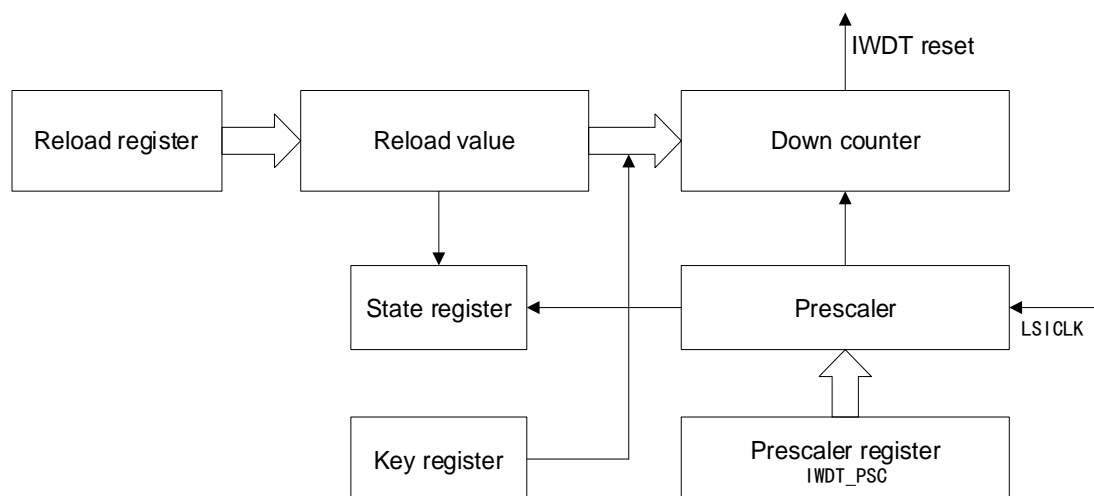 IWDT reset
Reload register
Reload value
Down counter
State register
Prescaler
LSICLK
Key register
Prescaler register
IWDT_PSC